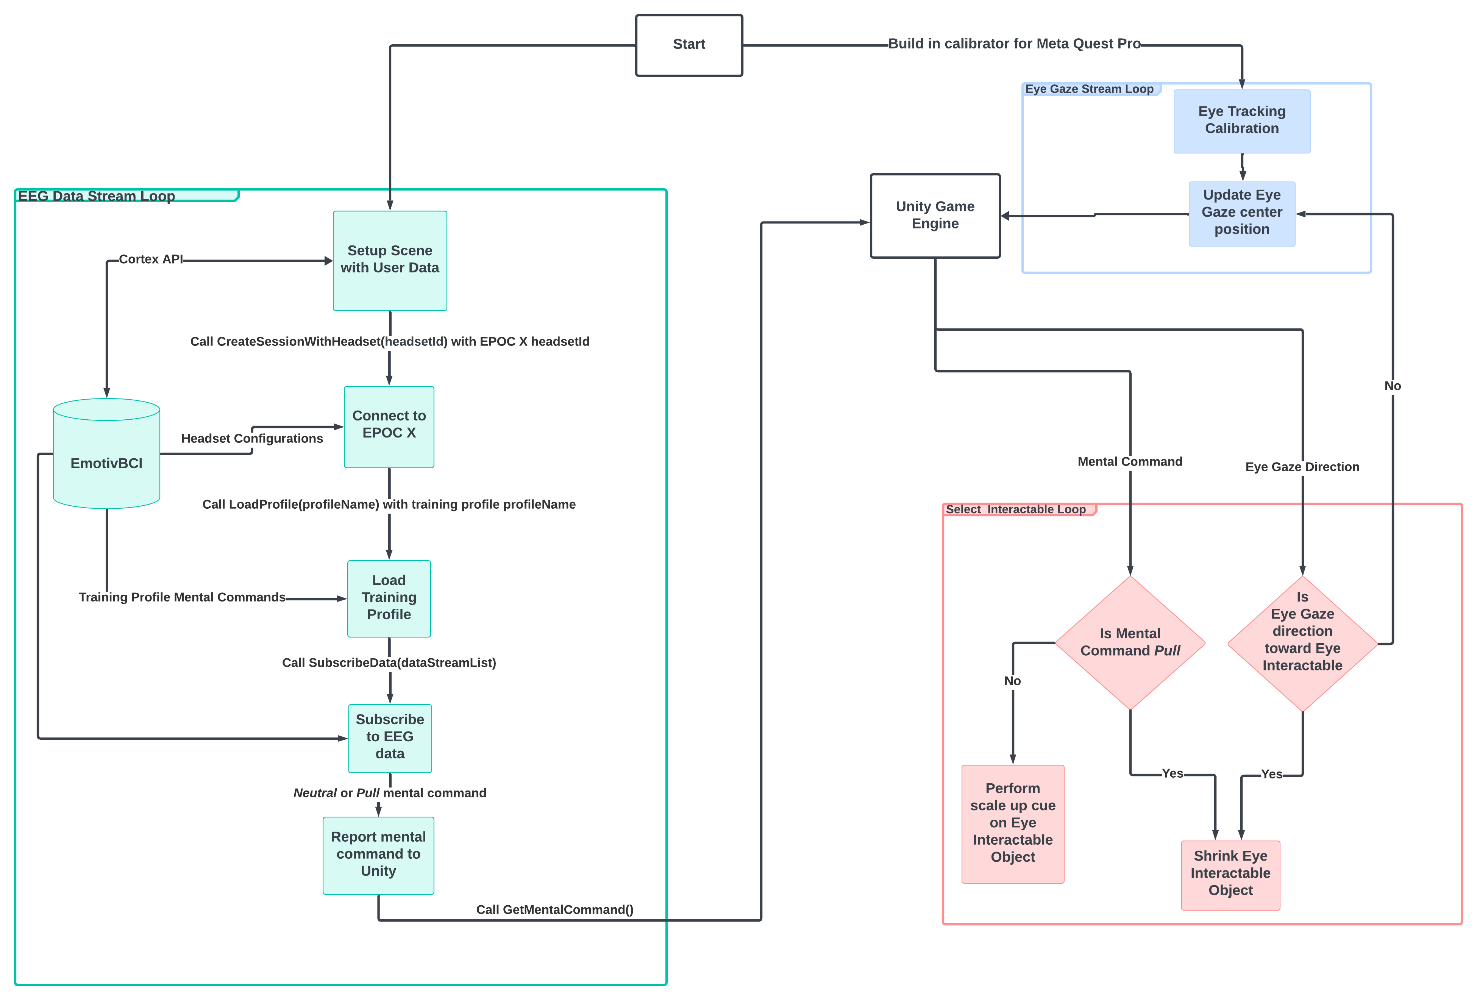 Start
Build in calibrator for Meta Quest Pro
Eye Gaze Stream Loop
Eye Tracking
Calibration
Update Eye
Gaze center
position
Unity Game
Engine
EEG Data Stream Loop
Setup Scene
with User Data
Cortex API
Call CreateSessionWithHeadset(headsetId) with EPOC X headsetId
Connect to
EPOC X
Headset Configurations
EmotivBCI
Call LoadProfile(profileName) with training profile profileName
Load
Training
Profile
Training Profile Mental Commands
Call SubscribeData(dataStreamList)
Subscribe
to EEG
data
Neutral or Pull mental command
Report mental
command to
Unity
Call GetMentalCommand()
No
Mental Command
Eye Gaze Direction
Select  Interactable Loop
Is Mental
Command Pull
Is
Eye Gaze
direction
toward Eye
Interactable
No
Yes
Yes
Perform
scale up cue
on Eye
Interactable
Object
Shrink Eye
Interactable
Object